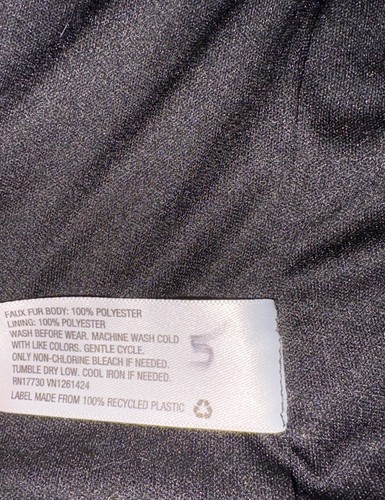 FAUX FUR BODY: 100% POLYESTER
LINING: 100% POLYESTER
WASH BEFORE WEAR. MACHINE WASH COLD
WITH LIKE COLORS. GENTLE CYCLE.
ONLY NON-CHLORINE BLEACH IF NEEDED.
TUMBLE DRY LOW. COOL IRON IF NEEDED.
RN17730 VN1261424
LABEL MADE FROM 100% RECYCLED PLASTIC
5